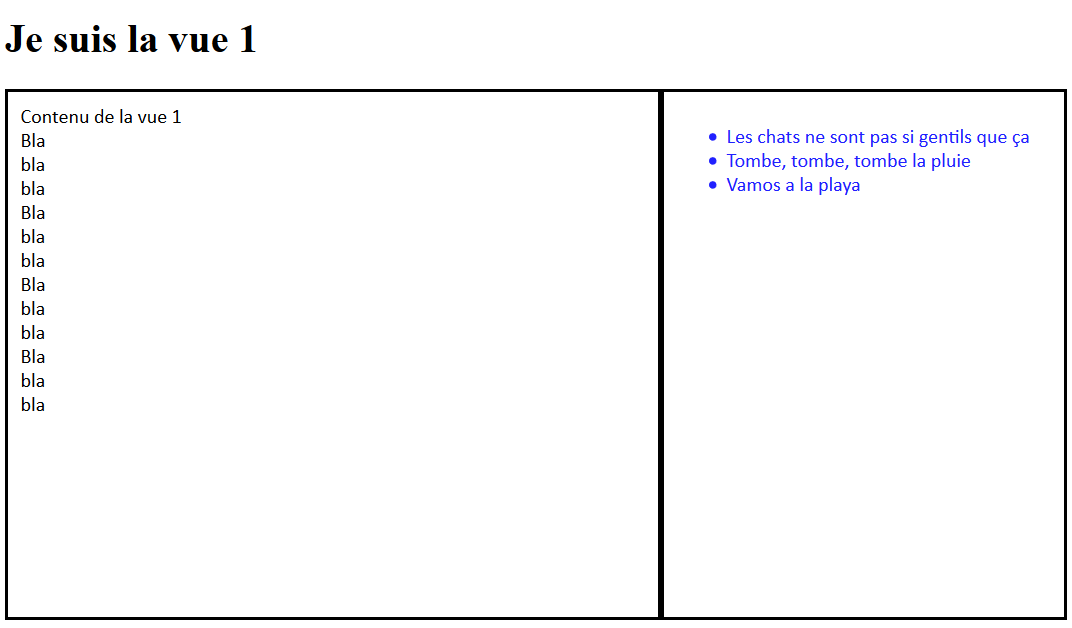 Je suis la vue 1
Contenu de la vue 1
Bla
bla
bla
Bla
bla
bla
Bla
bla
bla
Bla
bla
bla
Les chats ne sont pas si gentils que ça
Tombe, tombe, tombe la pluie
Vamos a la playa